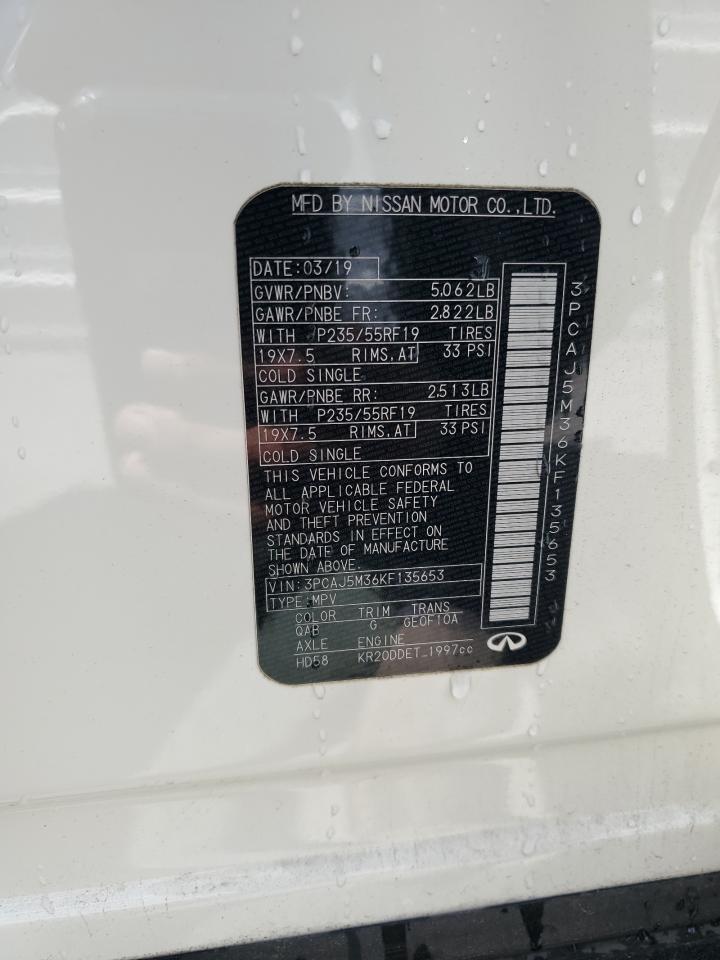 MFD BY NISSAN MOTOR CO.,LTD.
DATE:03/19
GVWR/PNBV: 5,062LB
GAWR/PNBE FR: 2,822LB
WITH P235/55RF19 TIRES
19X7.5 RIMS,AT 33 PSI
COLD SINGLE
GAWR/PNBE RR: 2,513LB
WITH P235/55RF19 TIRES
19X7.5 RIMS,AT 33 PSI
COLD SINGLE
THIS VEHICLE CONFORMS TO
ALL APPLICABLE FEDERAL
MOTOR VEHICLE SAFETY
AND THEFT PREVENTION
STANDARDS IN EFFECT ON
THE DATE OF MANUFACTURE
SHOWN ABOVE.
VIN:3PCAJ5M36KF135653
TYPE:MPV
COLOR TRIM TRANS
QAB G GE0F10A
AXLE ENGINE
HD58 KR20DDET_1997cc
3PCAJ5M36KF135653